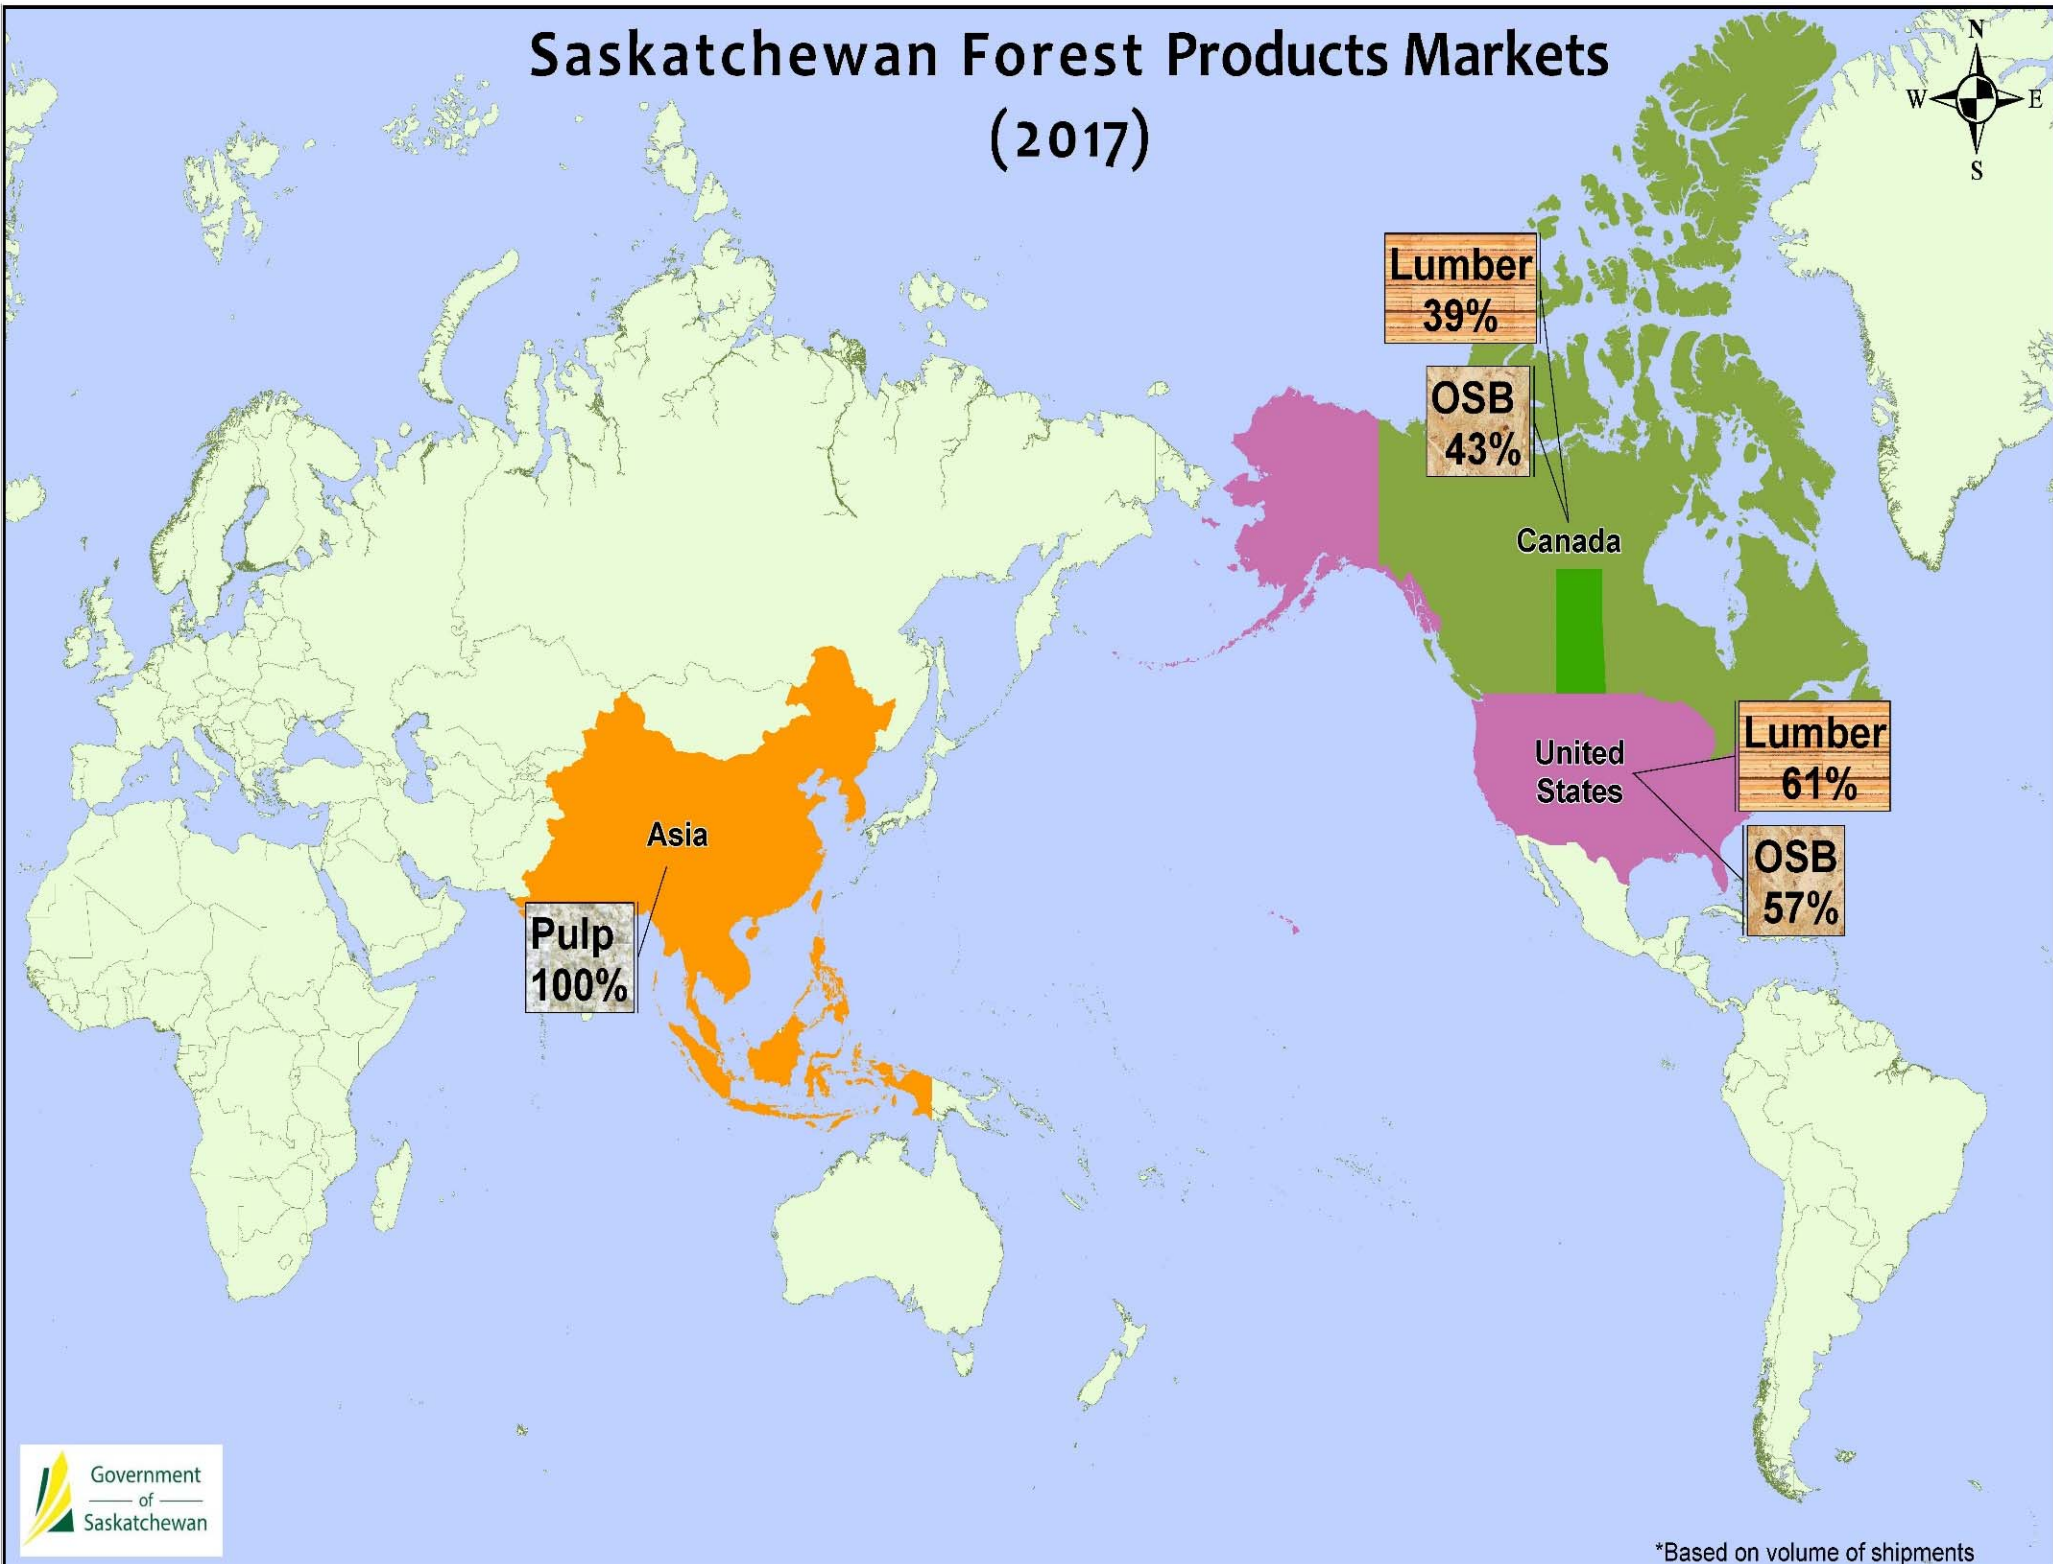 Saskatchewan Forest Products Markets
(2017)
N
W
E
S
Lumber
39%
OSB
43%
Canada
United
States
Lumber
61%
OSB
57%
Asia
Pulp
100%
Government
of
Saskatchewan
*Based on volume of shipments